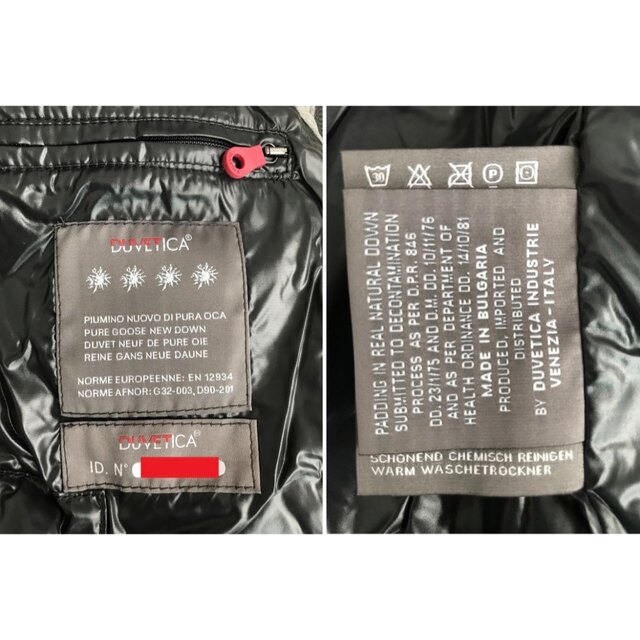 DUVETICA®
PIUMINO NUOVO DI PURA OCA
PURE GOOSE NEW DOWN
DUVET NEUF DE PURE OIE
REINE GANS NEUE DAUNE
NORME EUROPEENNE: EN 12934
NORME AFNOR: G32-003, D90-201
DUVETICA®
ID. N°
30
P
PADDING IN REAL NATURAL DOWN
SUBMITTED TO DECONTAMINATION
PROCESS AS PER D.P.R. 846
DD. 23/1/75 AND D.M. DD. 10/11/76
AND AS PER DEPARTMENT OF
HEALTH ORDINANCE DD. 14/10/81
MADE IN BULGARIA
PRODUCED, IMPORTED AND
DISTRIBUTED
BY DUVETICA INDUSTRIE
VENEZIA - ITALY
SCHONEND CHEMISCH REINIGEN
WARM WASCHETROCKNER